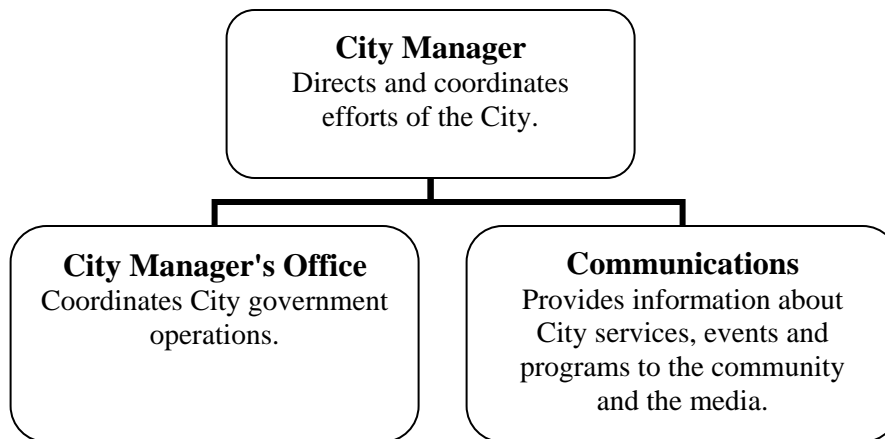 City Manager
Directs and coordinates
efforts of the City.
City Manager's Office
Coordinates City government
operations.
Communications
Provides information about
City services, events and
programs to the community
and the media.